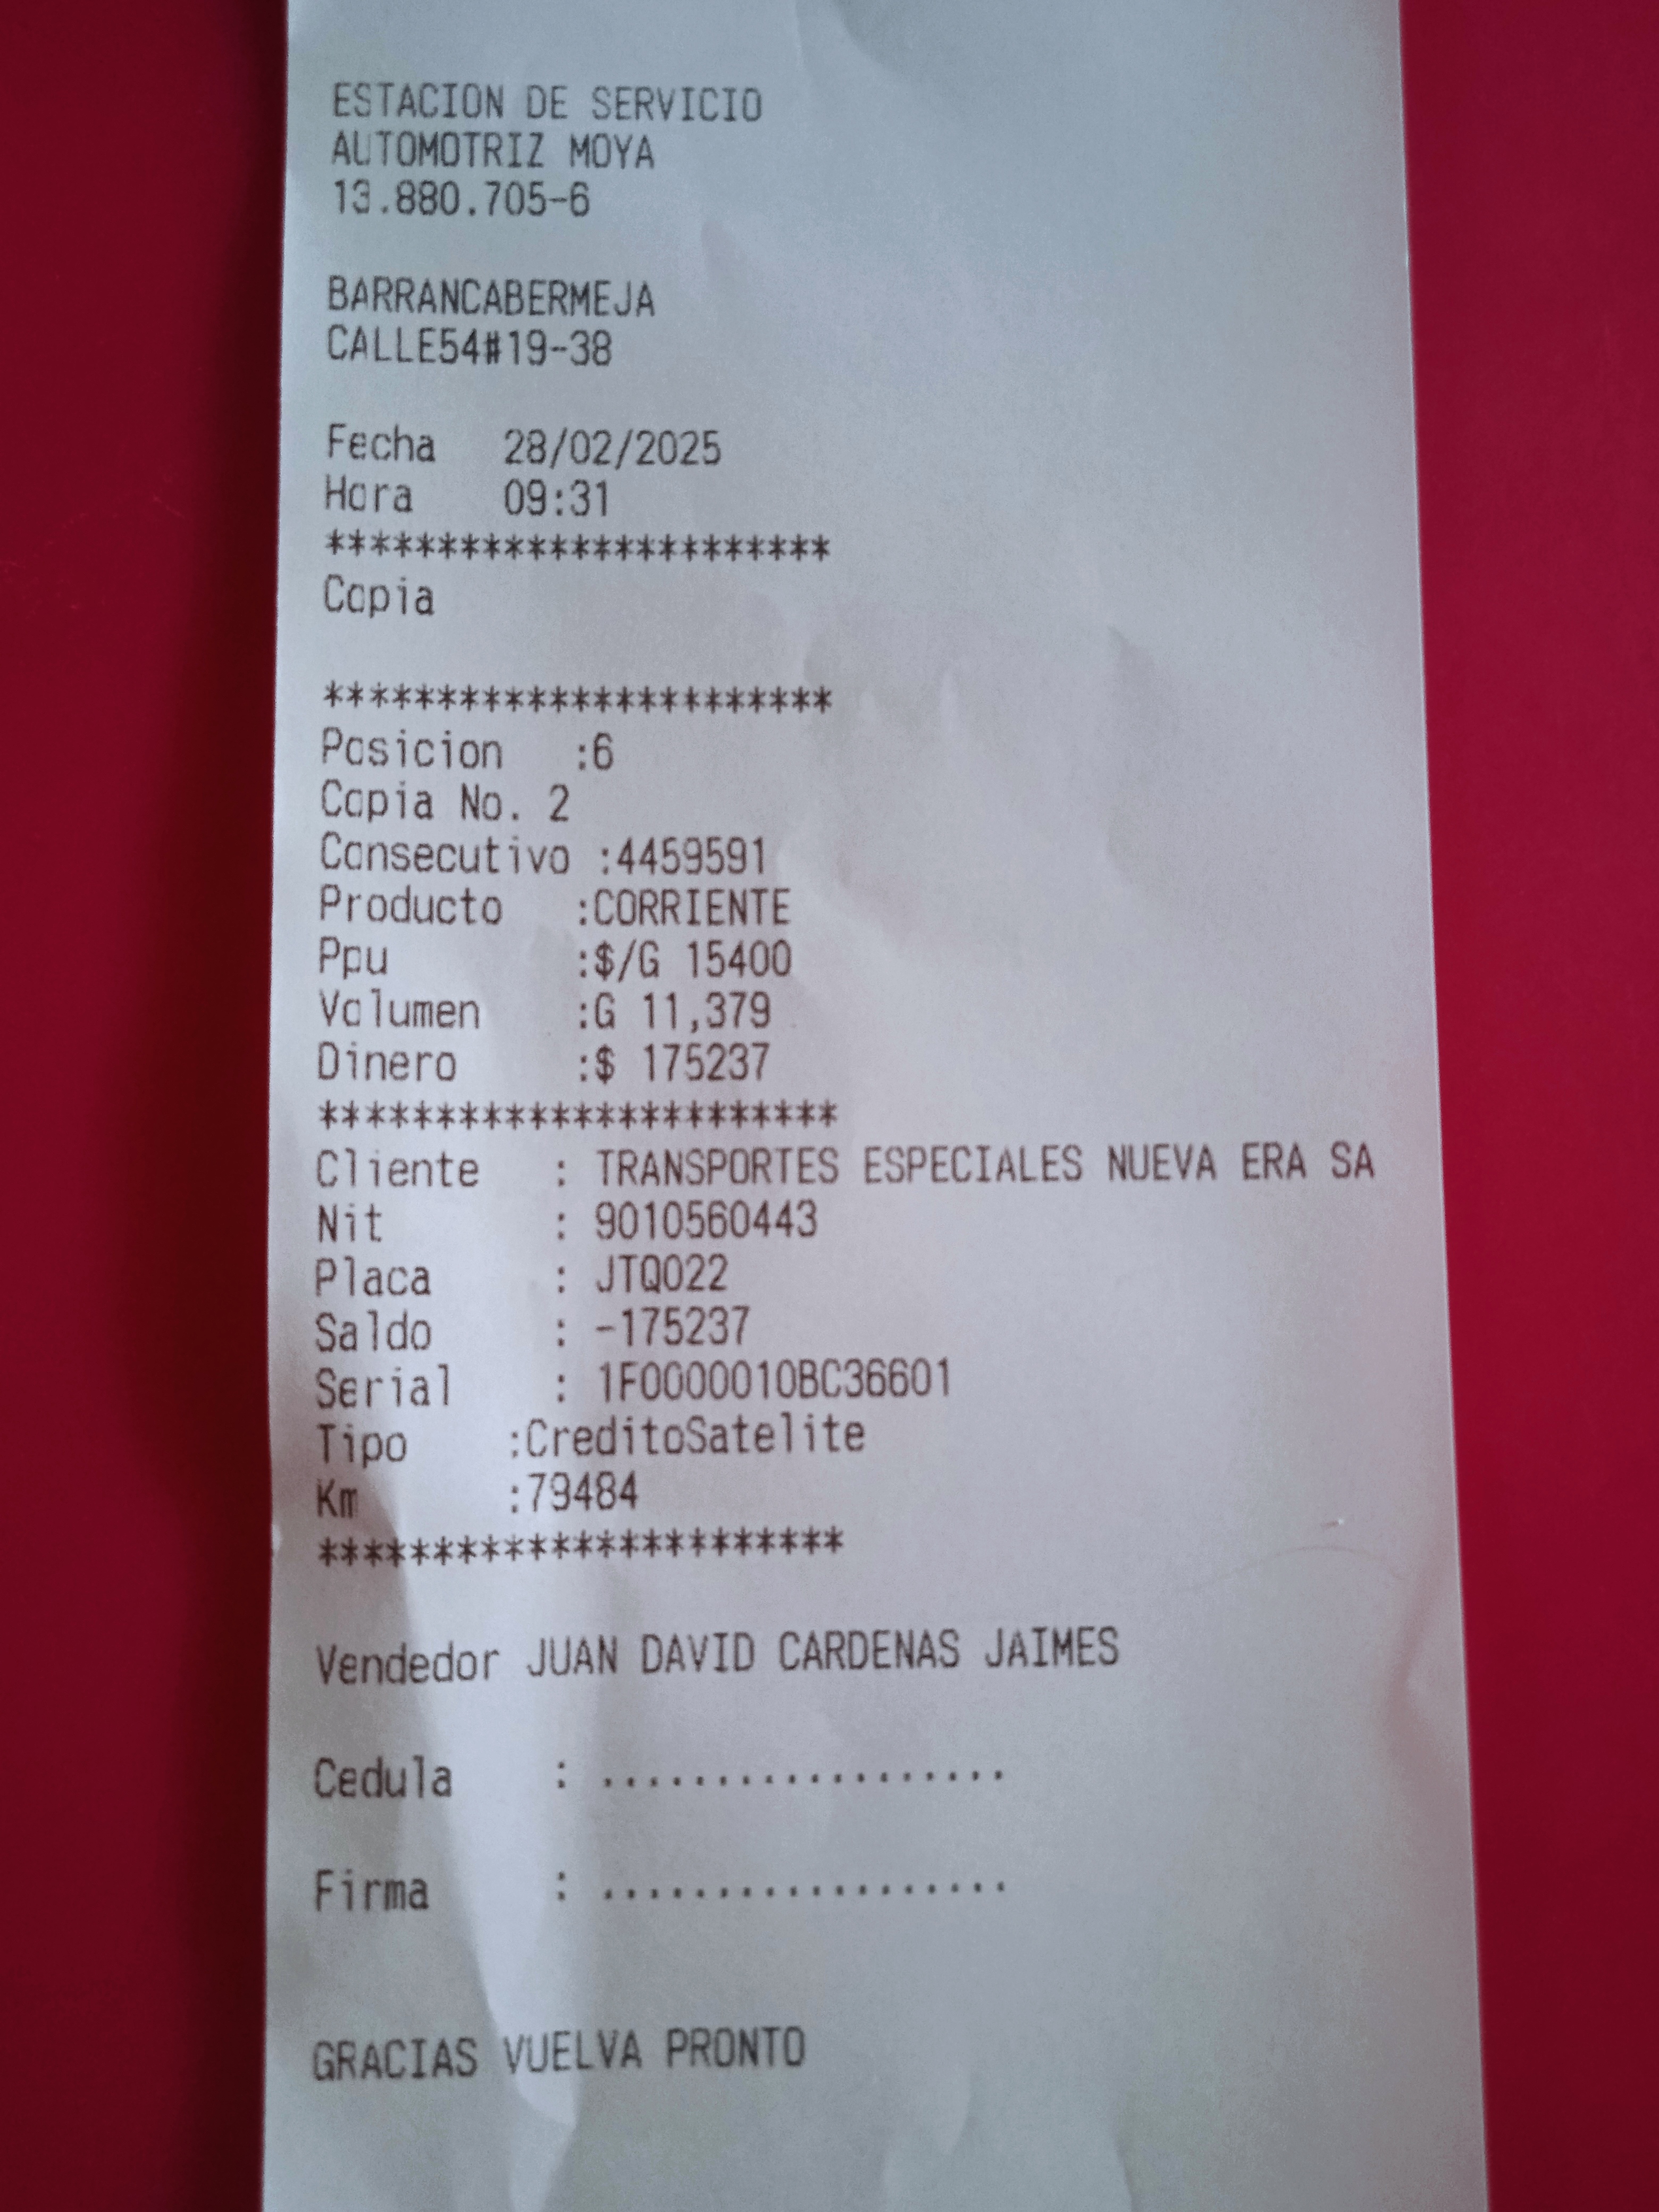 ESTACION DE SERVICIO
AUTOMOTRIZ MOYA
13.880.705-6
BARRANCABERMEJA
CALLE54#19-38
Fecha 28/02/2025
Hora 09:31
***********************
Copia
***********************
Posicion :6
Copia No. 2
Consecutivo :4459591
Producto :CORRIENTE
Ppu :$/G 15400
Volumen :G 11,379
Dinero :$ 175237
***********************
Cliente : TRANSPORTES ESPECIALES NUEVA ERA SA
Nit : 9010560443
Placa : JTQ022
Saldo : -175237
Serial : 1F0000010BC36601
Tipo :CreditoSatelite
Km :79484
***********************
Vendedor JUAN DAVID CARDENAS JAIMES
Cedula : ..................
Firma : ..................
GRACIAS VUELVA PRONTO